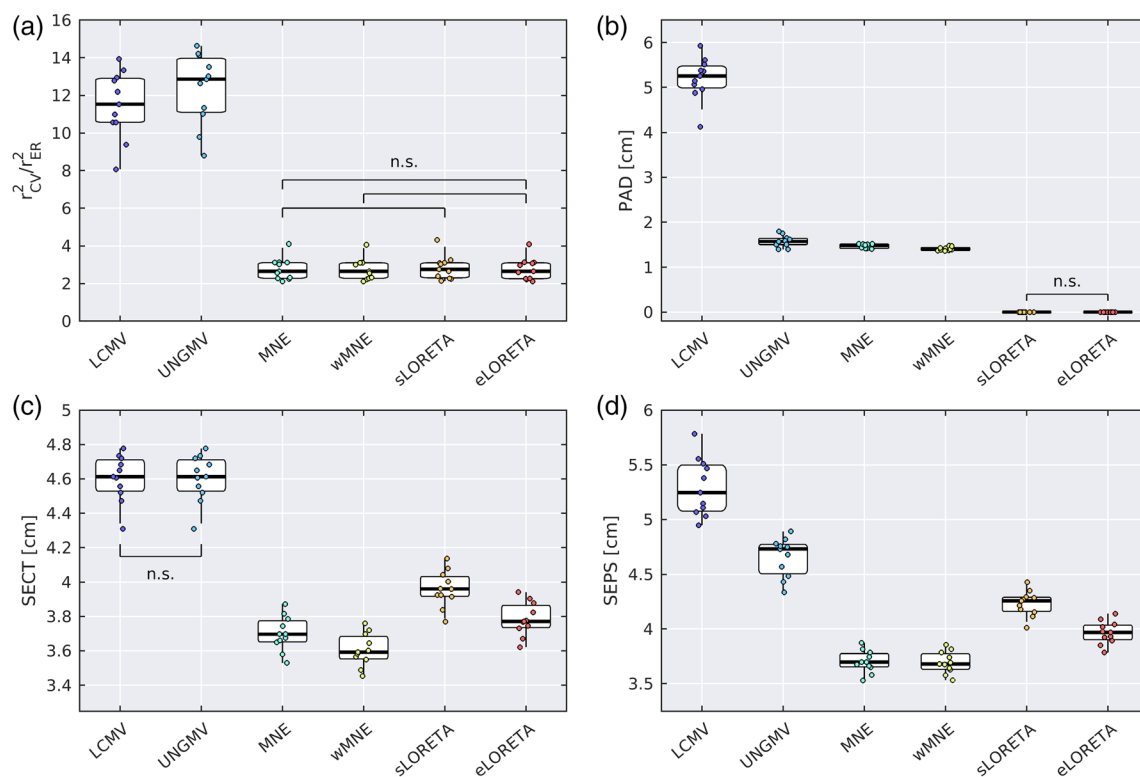 (a)
16
14
12
10
8
6
4
2
0
r²CV/r²ER
n.s.
LCMV
UNGMV
MNE
wMNE
sLORETA
eLORETA
(b)
6
5
4
3
2
1
0
PAD [cm]
n.s.
LCMV
UNGMV
MNE
wMNE
sLORETA
eLORETA
(c)
5
4.8
4.6
4.4
4.2
4
3.8
3.6
3.4
SECT [cm]
n.s.
LCMV
UNGMV
MNE
wMNE
sLORETA
eLORETA
(d)
6
5.5
5
4.5
4
3.5
SEPS [cm]
LCMV
UNGMV
MNE
wMNE
sLORETA
eLORETA